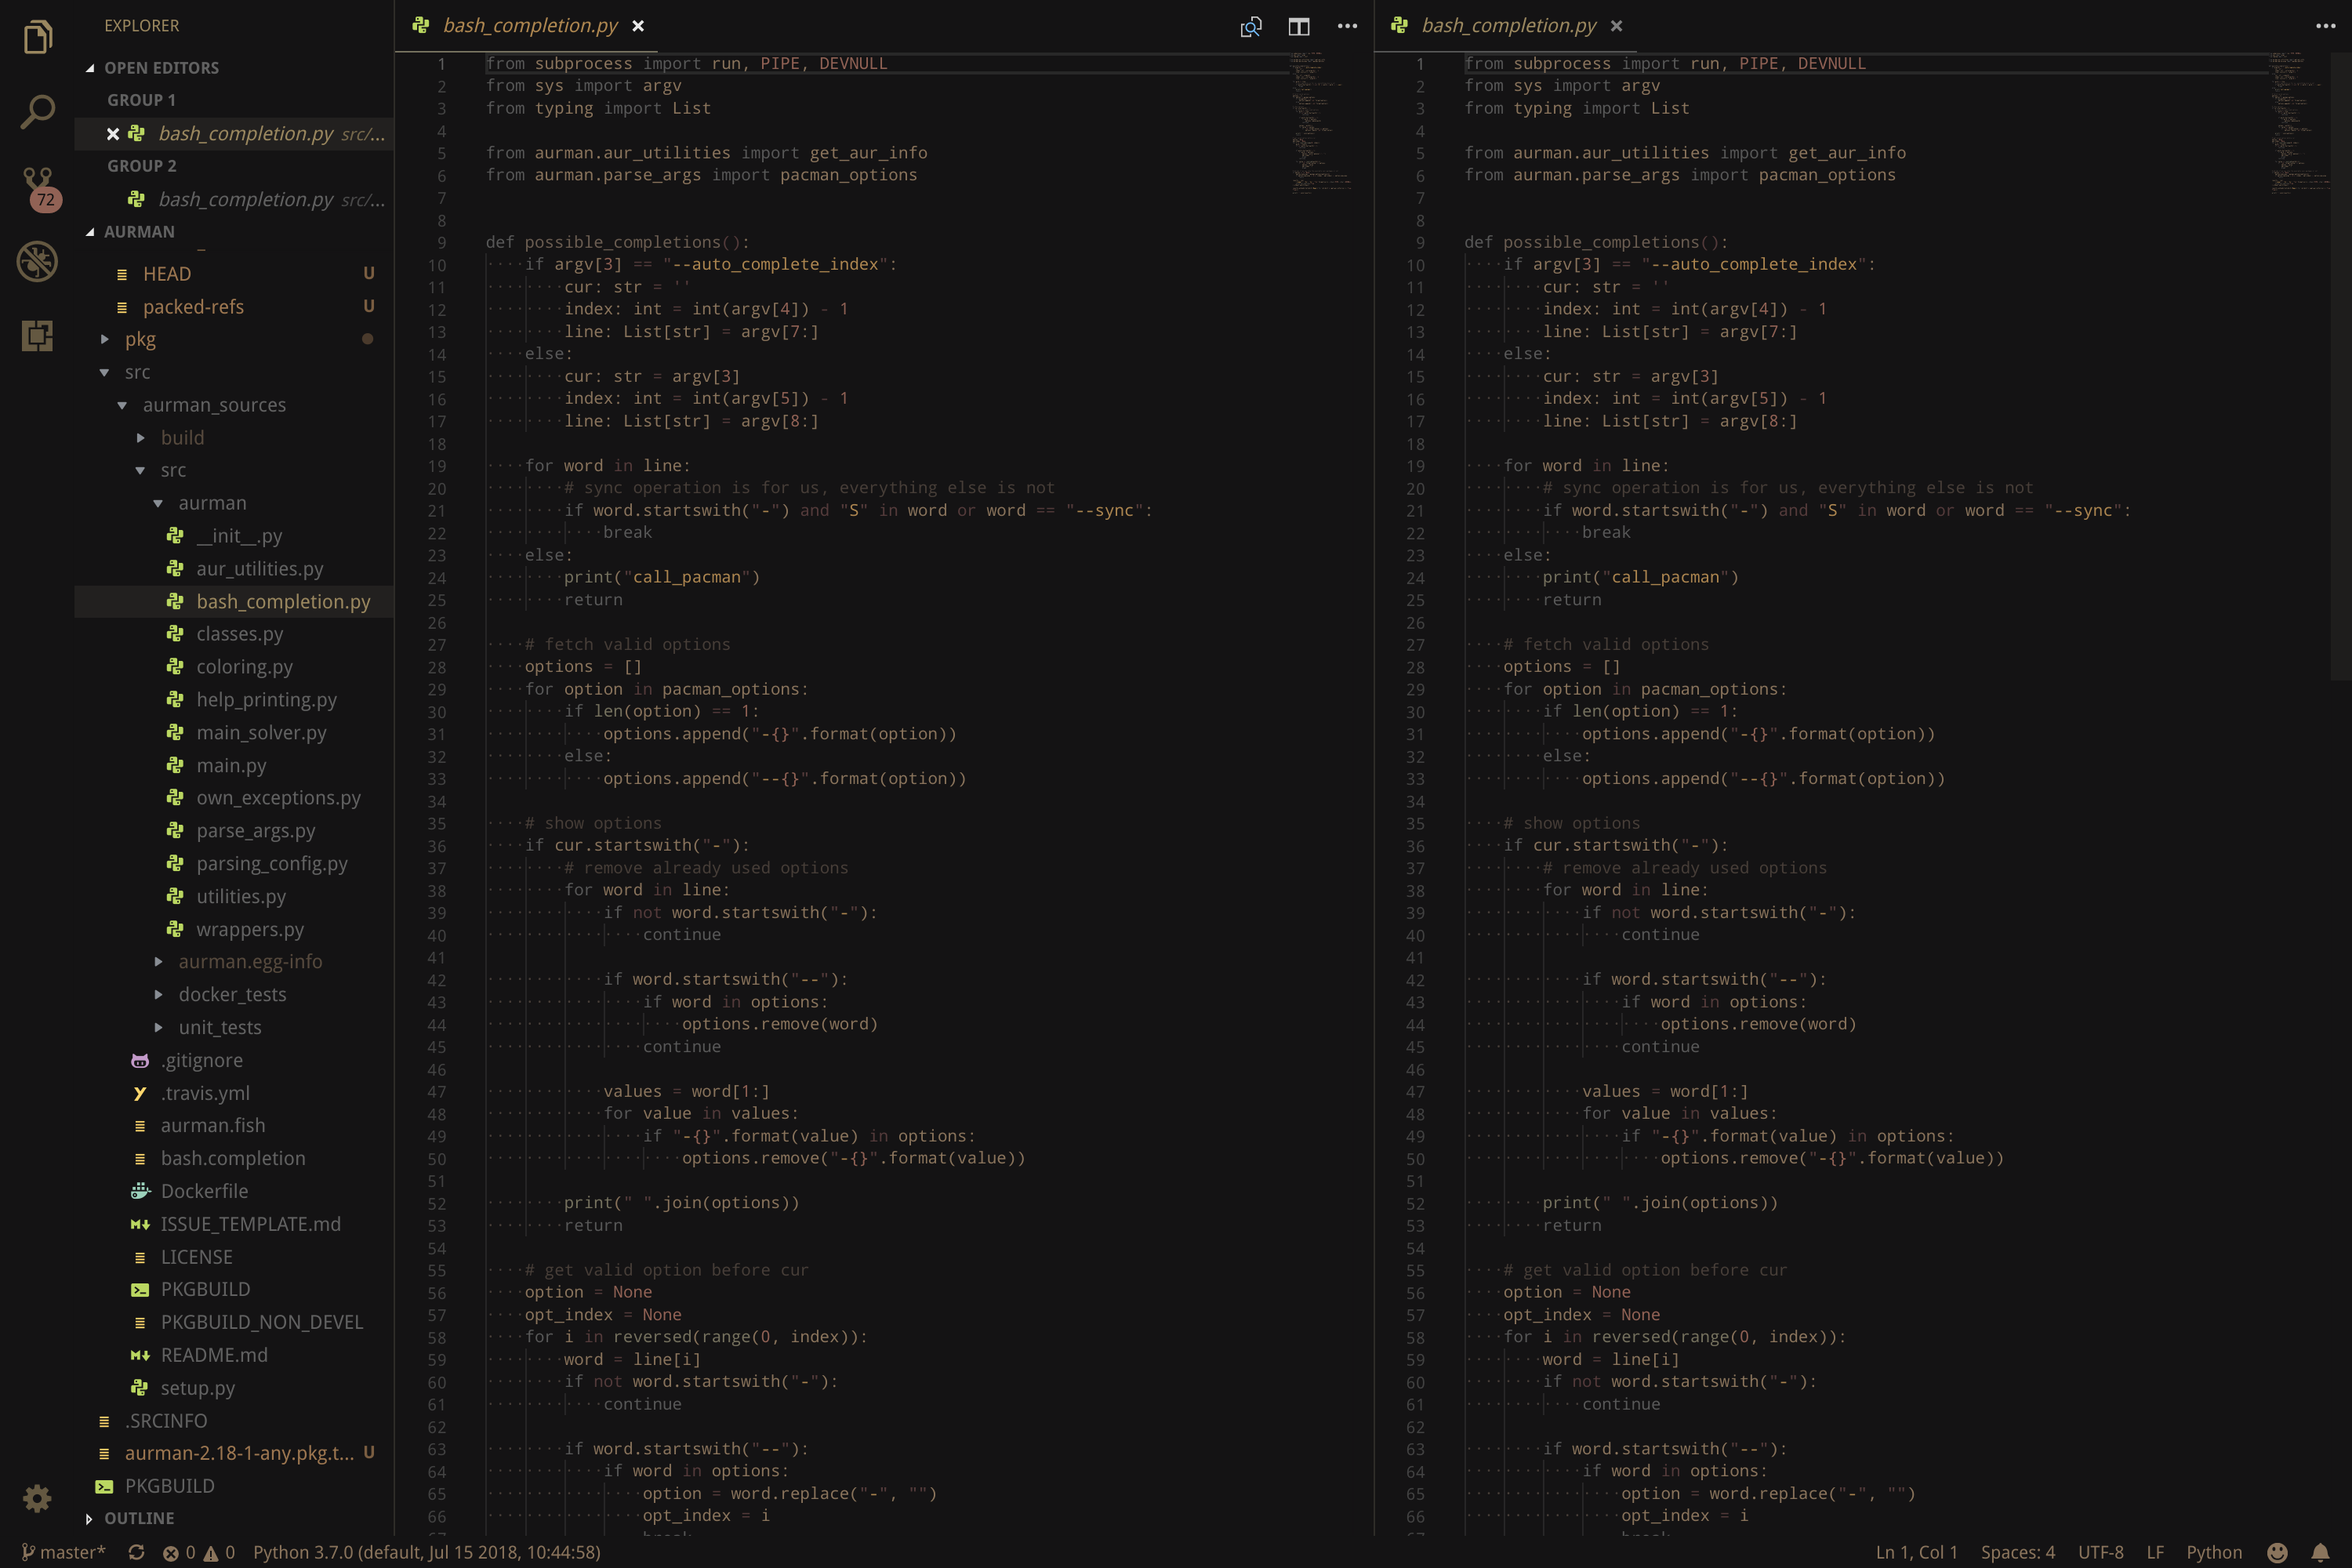 EXPLORER
OPEN EDITORS
GROUP 1
bash_completion.py src/...
GROUP 2
bash_completion.py src/...
72
AURMAN
HEAD U
packed-refs U
pkg
src
aurman_sources
build
src
aurman
__init__.py
aur_utilities.py
bash_completion.py
classes.py
coloring.py
help_printing.py
main_solver.py
main.py
own_exceptions.py
parse_args.py
parsing_config.py
utilities.py
wrappers.py
aurman.egg-info
docker_tests
unit_tests
.gitignore
.travis.yml
aurman.fish
bash.completion
Dockerfile
ISSUE_TEMPLATE.md
LICENSE
PKGBUILD
PKGBUILD_NON_DEVEL
README.md
setup.py
.SRCINFO
aurman-2.18-1-any.pkg.t... U
PKGBUILD
OUTLINE
bash_completion.py
1 from subprocess import run, PIPE, DEVNULL
2 from sys import argv
3 from typing import List
4
5 from aurman.aur_utilities import get_aur_info
6 from aurman.parse_args import pacman_options
7
8
9 def possible_completions():
10     if argv[3] == "--auto_complete_index":
11         cur: str = ''
12         index: int = int(argv[4]) - 1
13         line: List[str] = argv[7:]
14     else:
15         cur: str = argv[3]
16         index: int = int(argv[5]) - 1
17         line: List[str] = argv[8:]
18
19     for word in line:
20         # sync operation is for us, everything else is not
21         if word.startswith("-") and "S" in word or word == "--sync":
22             break
23     else:
24         print("call_pacman")
25         return
26
27     # fetch valid options
28     options = []
29     for option in pacman_options:
30         if len(option) == 1:
31             options.append("-{}".format(option))
32         else:
33             options.append("--{}".format(option))
34
35     # show options
36     if cur.startswith("-"):
37         # remove already used options
38         for word in line:
39             if not word.startswith("-"):
40                 continue
41
42             if word.startswith("--"):
43                 if word in options:
44                     options.remove(word)
45                 continue
46
47             values = word[1:]
48             for value in values:
49                 if "-{}".format(value) in options:
50                     options.remove("-{}".format(value))
51
52         print(" ".join(options))
53         return
54
55     # get valid option before cur
56     option = None
57     opt_index = None
58     for i in reversed(range(0, index)):
59         word = line[i]
60         if not word.startswith("-"):
61             continue
62
63         if word.startswith("--"):
64             if word in options:
65                 option = word.replace("-", "")
66                 opt_index = i
bash_completion.py
1 from subprocess import run, PIPE, DEVNULL
2 from sys import argv
3 from typing import List
4
5 from aurman.aur_utilities import get_aur_info
6 from aurman.parse_args import pacman_options
7
8
9 def possible_completions():
10     if argv[3] == "--auto_complete_index":
11         cur: str = ''
12         index: int = int(argv[4]) - 1
13         line: List[str] = argv[7:]
14     else:
15         cur: str = argv[3]
16         index: int = int(argv[5]) - 1
17         line: List[str] = argv[8:]
18
19     for word in line:
20         # sync operation is for us, everything else is not
21         if word.startswith("-") and "S" in word or word == "--sync":
22             break
23     else:
24         print("call_pacman")
25         return
26
27     # fetch valid options
28     options = []
29     for option in pacman_options:
30         if len(option) == 1:
31             options.append("-{}".format(option))
32         else:
33             options.append("--{}".format(option))
34
35     # show options
36     if cur.startswith("-"):
37         # remove already used options
38         for word in line:
39             if not word.startswith("-"):
40                 continue
41
42             if word.startswith("--"):
43                 if word in options:
44                     options.remove(word)
45                 continue
46
47             values = word[1:]
48             for value in values:
49                 if "-{}".format(value) in options:
50                     options.remove("-{}".format(value))
51
52         print(" ".join(options))
53         return
54
55     # get valid option before cur
56     option = None
57     opt_index = None
58     for i in reversed(range(0, index)):
59         word = line[i]
60         if not word.startswith("-"):
61             continue
62
63         if word.startswith("--"):
64             if word in options:
65                 option = word.replace("-", "")
66                 opt_index = i
master* 0 0 Python 3.7.0 (default, Jul 15 2018, 10:44:58) Ln 1, Col 1 Spaces: 4 UTF-8 LF Python